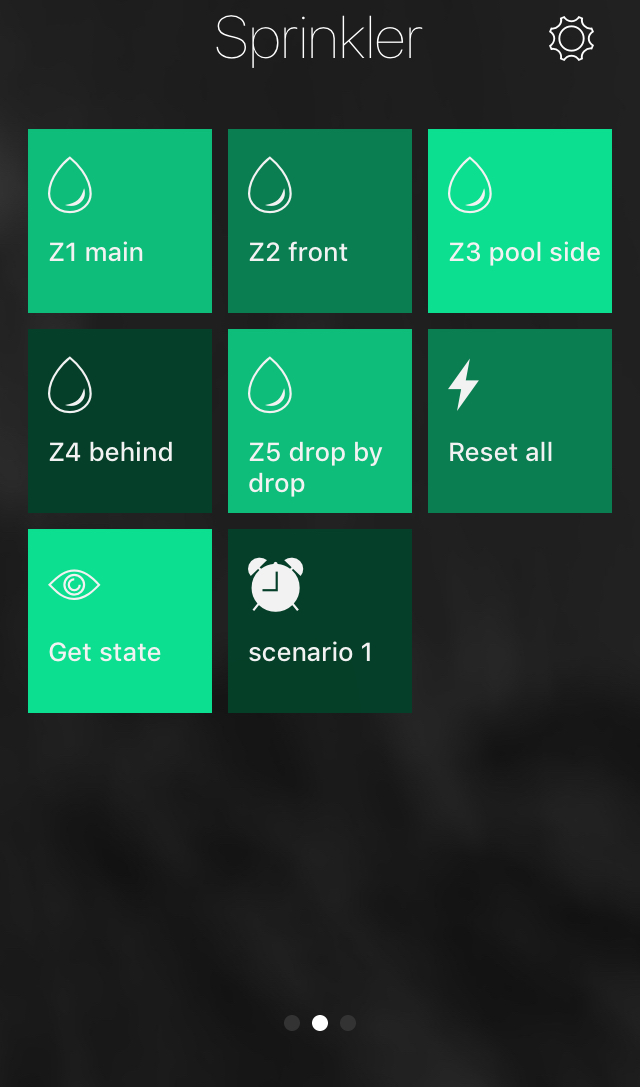 Sprinkler
Z1 main
Z2 front
Z3 pool side
Z4 behind
Z5 drop by
drop
Reset all
Get state
scenario 1